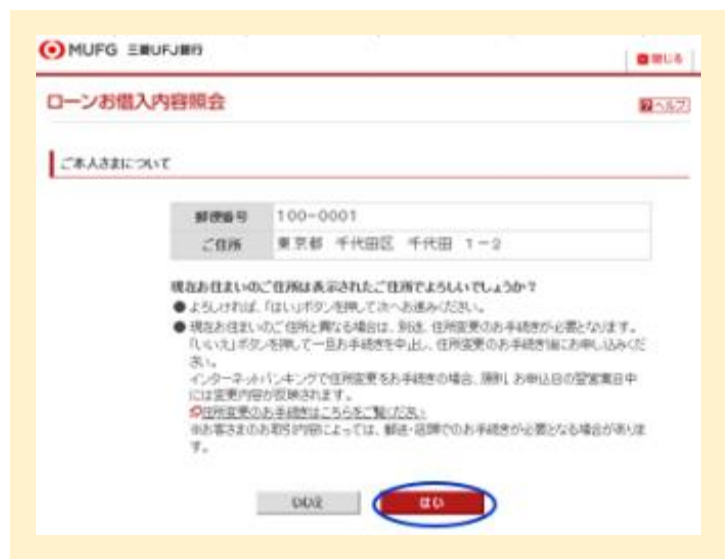 MUFG 三菱UFJ銀行
閉じる
ローンお借入内容照会
ヘルプ
ご本人さまについて
郵便番号 100-0001
ご住所 東京都 千代田区 千代田 1-2
現在お住まいのご住所は表示されたご住所でよろしいでしょうか?
● よろしければ、「はい」ボタンを押して次へお進みください。
● 現在お住まいのご住所と異なる場合は、別途、住所変更のお手続きが必要となります。
「いいえ」ボタンを押して一旦お手続きを中止し、住所変更のお手続き後にお申し込みくだ
さい。
インターネットバンキングで住所変更をお手続きの場合、原則、お申込日の翌営業日中
には変更内容が反映されます。
住所変更のお手続きはこちらをご覧ください
※お客さまのお取引内容によっては、郵送・店頭でのお手続きが必要となる場合がありま
す。
いいえ はい